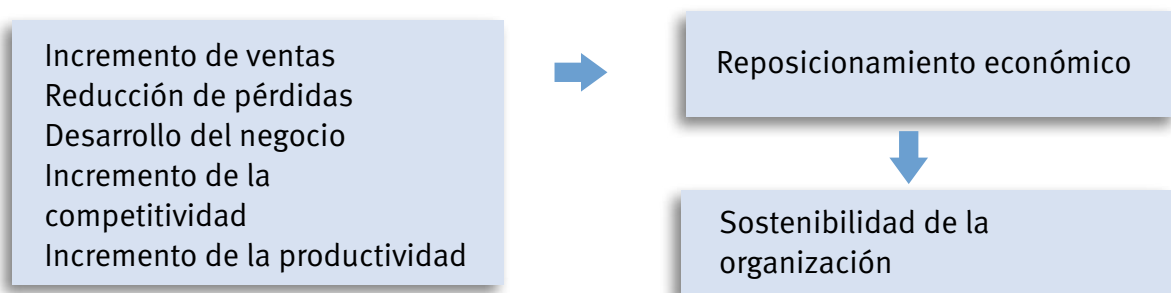 Incremento de ventas
Reducción de pérdidas
Desarrollo del negocio
Incremento de la
competitividad
Incremento de la productividad
Reposicionamiento económico
Sostenibilidad de la
organización